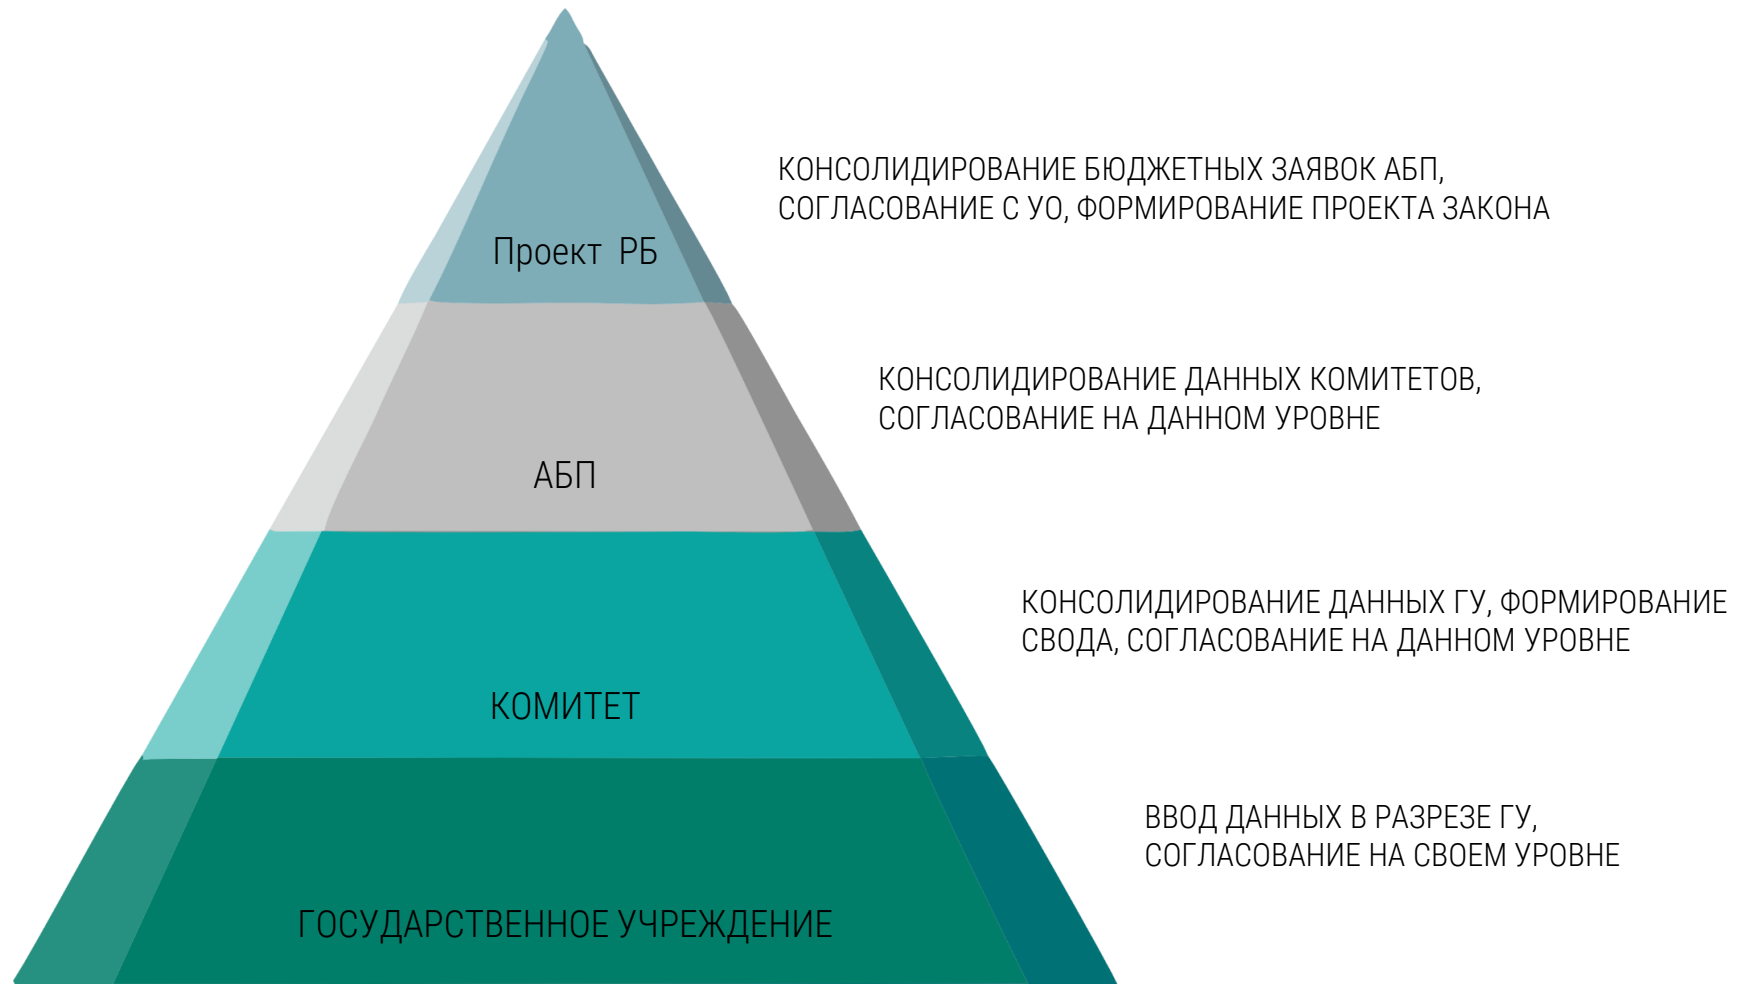 КОНСОЛИДИРОВАНИЕ БЮДЖЕТНЫХ ЗАЯВОК АБП,
СОГЛАСОВАНИЕ С УО, ФОРМИРОВАНИЕ ПРОЕКТА ЗАКОНА
Проект РБ
КОНСОЛИДИРОВАНИЕ ДАННЫХ КОМИТЕТОВ,
СОГЛАСОВАНИЕ НА ДАННОМ УРОВНЕ
АБП
КОНСОЛИДИРОВАНИЕ ДАННЫХ ГУ, ФОРМИРОВАНИЕ
СВОДА, СОГЛАСОВАНИЕ НА ДАННОМ УРОВНЕ
КОМИТЕТ
ВВОД ДАННЫХ В РАЗРЕЗЕ ГУ,
СОГЛАСОВАНИЕ НА СВОЕМ УРОВНЕ
ГОСУДАРСТВЕННОЕ УЧРЕЖДЕНИЕ